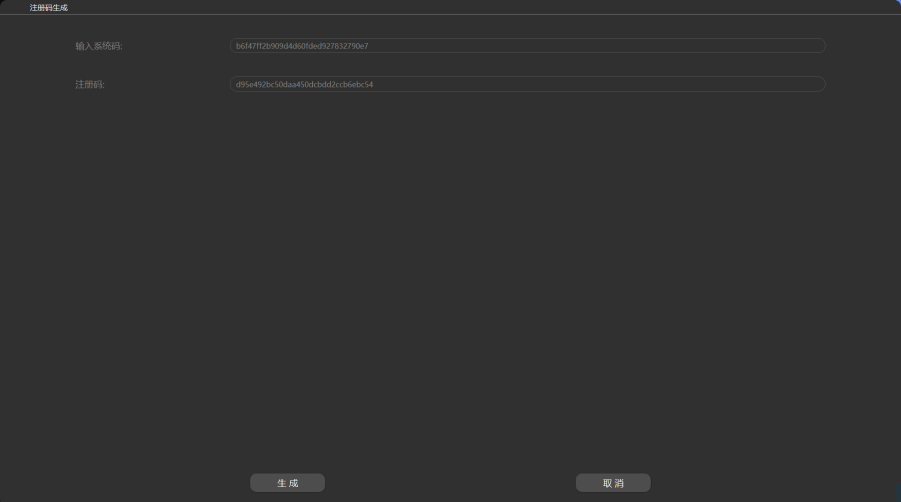 注册码生成
输入系统码:
b6f47ff2b909d4d60fded927832790e7
注册码:
d95e492bc50daa450dcbdd2ccb6ebc54
生成
取消